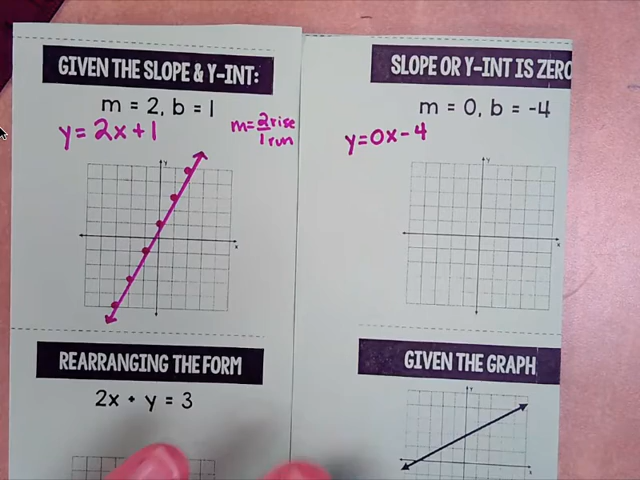 GIVEN THE SLOPE & Y-INT:
m = 2, b = 1
y = 2x + 1
m = 2 rise
1 run
y
x
REARRANGING THE FORM
2x + y = 3
SLOPE OR Y-INT IS ZERO
m = 0, b = -4
y = 0x - 4
y
x
GIVEN THE GRAPH
y
x